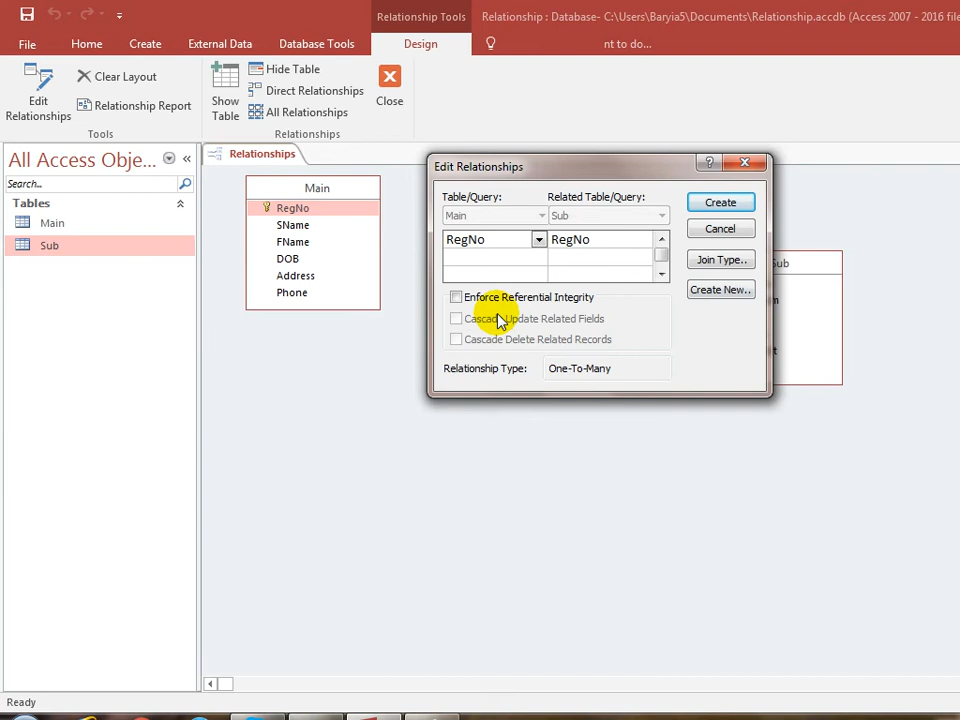 Relationship Tools
Relationship : Database- C:\Users\Baryia5\Documents\Relationship.accdb (Access 2007 - 2016 file
File
Home
Create
External Data
Database Tools
Design
nt to do...
Edit
Relationships
Clear Layout
Relationship Report
Tools
Show
Table
Hide Table
Direct Relationships
All Relationships
Close
Relationships
All Access Obje...
Search...
Tables
Main
Sub
Relationships
Main
RegNo
SName
FName
DOB
Address
Phone
Edit Relationships
?
Table/Query:
Related Table/Query:
Main
Sub
RegNo
RegNo
Enforce Referential Integrity
Cascade Update Related Fields
Cascade Delete Related Records
Relationship Type:
One-To-Many
Create
Cancel
Join Type..
Create New..
Ready